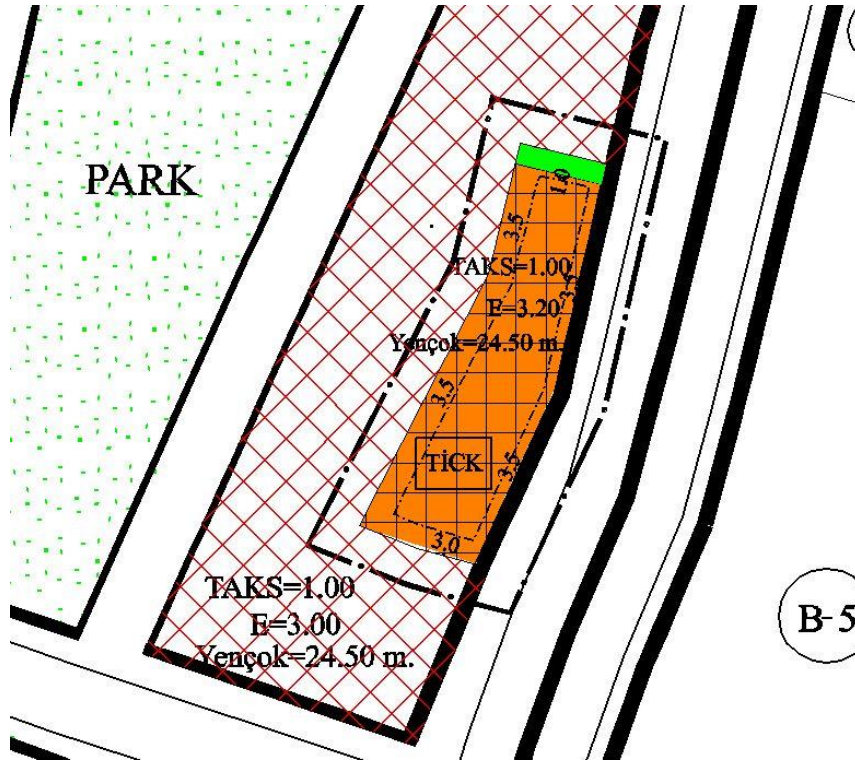 PARK
1.0
3.5
TAKS=1.00
3.5
E=3.20
Yençok=24.50 m.
3.5
TİCK
3.5
3.0
TAKS=1.00
E=3.00
Yençok=24.50 m.
B-5